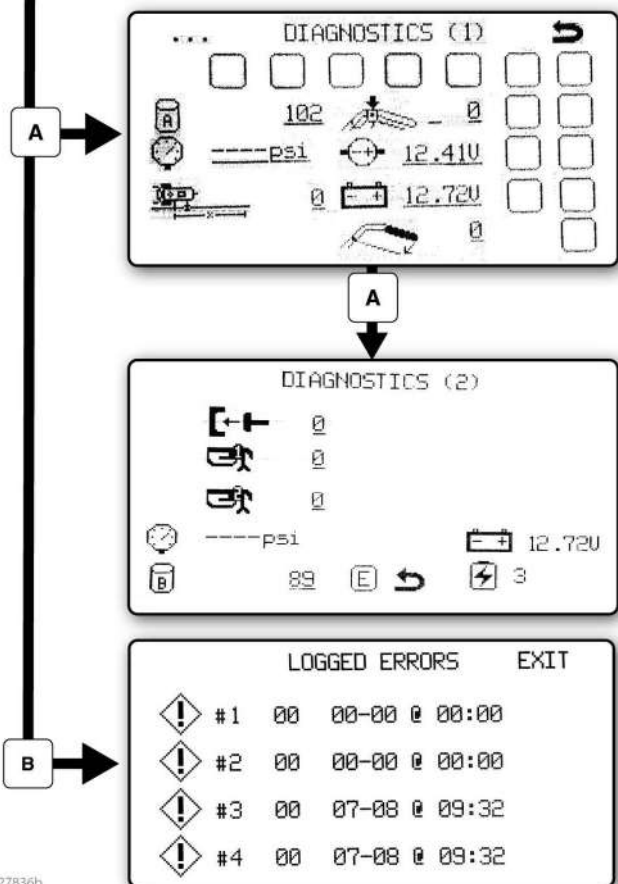 ... DIAGNOSTICS (1)
A 102 _ 0
A ----psi 12.41V
0 - + 12.72V
0
A
DIAGNOSTICS (2)
0
0
0
----psi - + 12.72V
B 89 E 3
LOGGED ERRORS EXIT
#1 00 00-00 @ 00:00
#2 00 00-00 @ 00:00
B
#3 00 07-08 @ 09:32
#4 00 07-08 @ 09:32
27836b